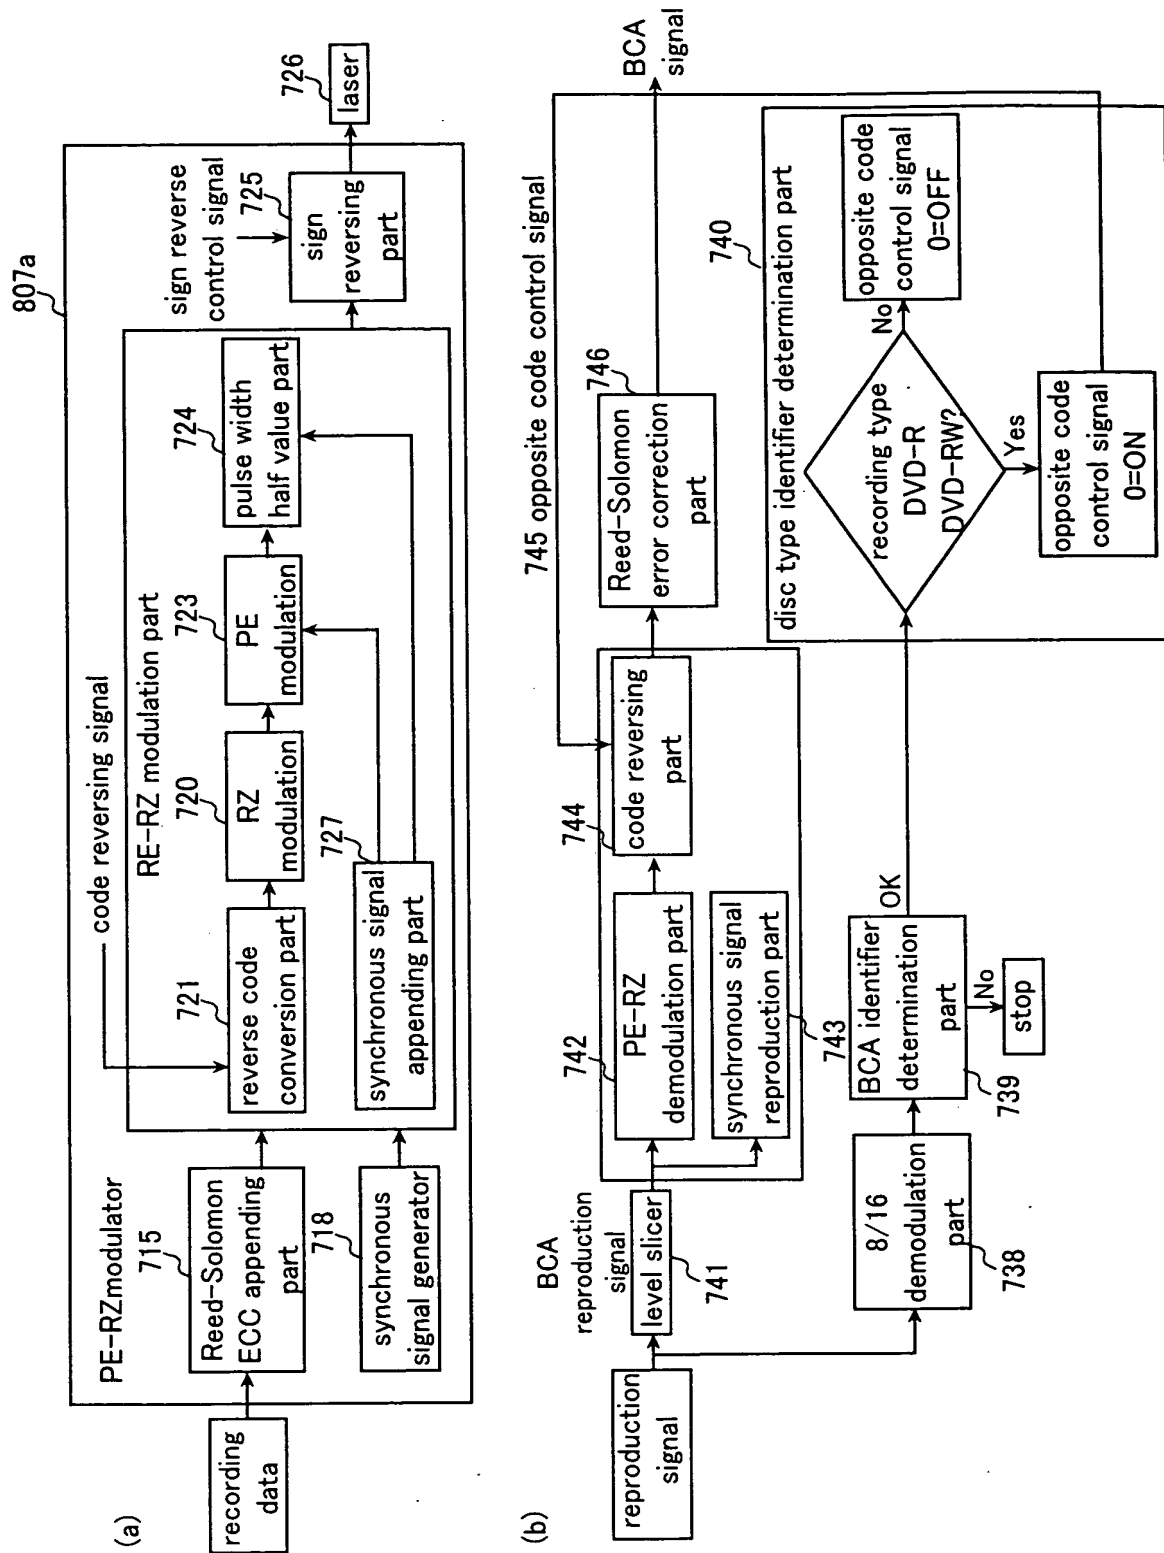 (a)
recording
data
807a
PE-RZmodulator
715
Reed-Solomon
ECC appending
part
718
synchronous
signal generator
code reversing signal
RE-RZ modulation part
721
reverse code
conversion part
720
RZ
modulation
723
PE
modulation
724
pulse width
half value part
727
synchronous signal
appending part
sign reverse
control signal
725
sign
reversing
part
726
laser
(b)
reproduction
signal
BCA
reproduction
signal
level slicer
741
742
PE-RZ
demodulation part
synchronous signal
reproduction part
743
744
code reversing
part
745 opposite code control signal
746
Reed-Solomon
error correction
part
BCA
signal
8/16
demodulation
part
738
BCA identifier
determination
part
739
No
stop
OK
disc type identifier determination part
740
recording type
DVD-R
DVD-RW?
No
opposite code
control signal
0=OFF
Yes
opposite code
control signal
0=ON